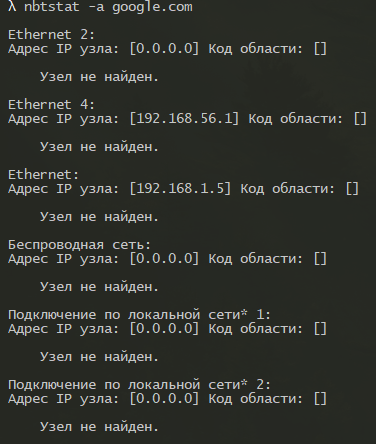 λ nbtstat -a google.com
Ethernet 2:
Адрес IP узла: [0.0.0.0] Код области: []
Узел не найден.
Ethernet 4:
Адрес IP узла: [192.168.56.1] Код области: []
Узел не найден.
Ethernet:
Адрес IP узла: [192.168.1.5] Код области: []
Узел не найден.
Беспроводная сеть:
Адрес IP узла: [0.0.0.0] Код области: []
Узел не найден.
Подключение по локальной сети* 1:
Адрес IP узла: [0.0.0.0] Код области: []
Узел не найден.
Подключение по локальной сети* 2:
Адрес IP узла: [0.0.0.0] Код области: []
Узел не найден.